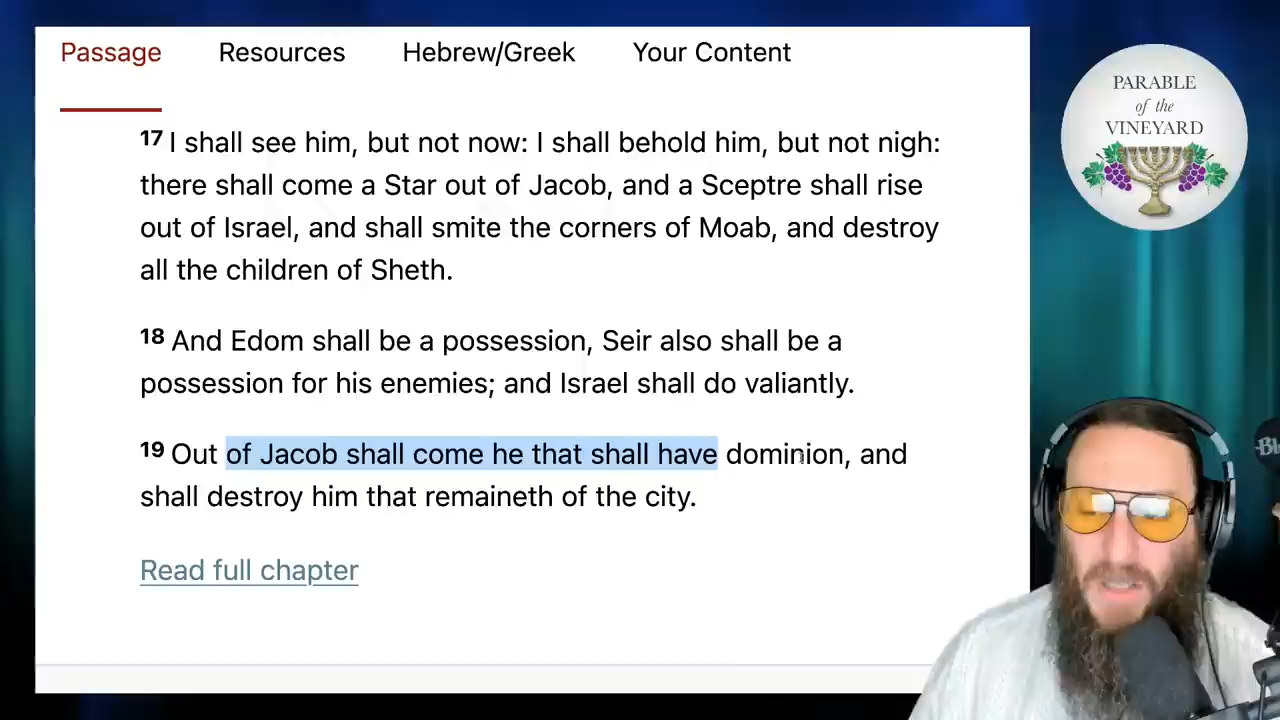 Passage Resources Hebrew/Greek Your Content
17 I shall see him, but not now: I shall behold him, but not nigh:
there shall come a Star out of Jacob, and a Sceptre shall rise
out of Israel, and shall smite the corners of Moab, and destroy
all the children of Sheth.
18 And Edom shall be a possession, Seir also shall be a
possession for his enemies; and Israel shall do valiantly.
19 Out of Jacob shall come he that shall have dominion, and
shall destroy him that remaineth of the city.
Read full chapter
PARABLE
of the
VINEYARD